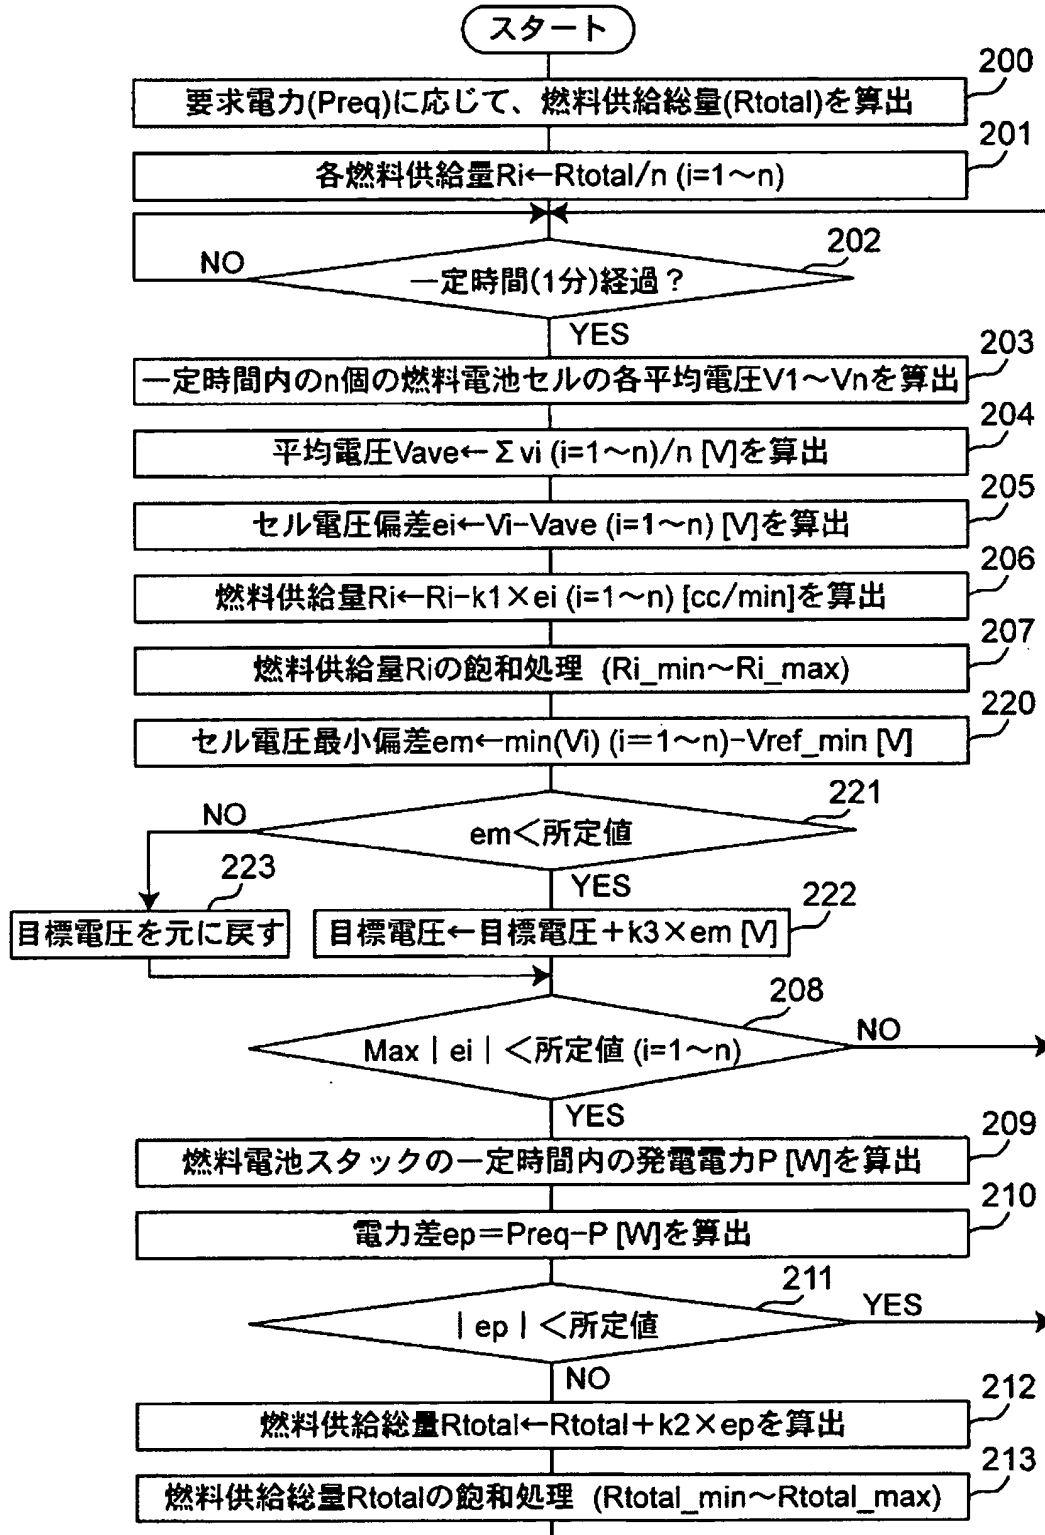 スタート
200
要求電力(Preq)に応じて、燃料供給総量(Rtotal)を算出
201
各燃料供給量Ri←Rtotal/n (i=1～n)
202
NO
一定時間(1分)経過？
YES
203
一定時間内のn個の燃料電池セルの各平均電圧V1～Vnを算出
204
平均電圧Vave←Σvi (i=1～n)/n [V]を算出
205
セル電圧偏差ei←Vi-Vave (i=1～n) [V]を算出
206
燃料供給量Ri←Ri-k1×ei (i=1～n) [cc/min]を算出
207
燃料供給量Riの飽和処理 (Ri_min～Ri_max)
220
セル電圧最小偏差em←min(Vi) (i＝1～n)-Vref_min [V]
221
NO
em＜所定値
YES
223
222
目標電圧を元に戻す
目標電圧←目標電圧＋k3×em [V]
208
NO
Max｜ei｜＜所定値 (i=1～n)
YES
209
燃料電池スタックの一定時間内の発電電力P [W]を算出
210
電力差ep＝Preq-P [W]を算出
211
YES
｜ep｜＜所定値
NO
212
燃料供給総量Rtotal←Rtotal＋k2×epを算出
213
燃料供給総量Rtotalの飽和処理 (Rtotal_min～Rtotal_max)